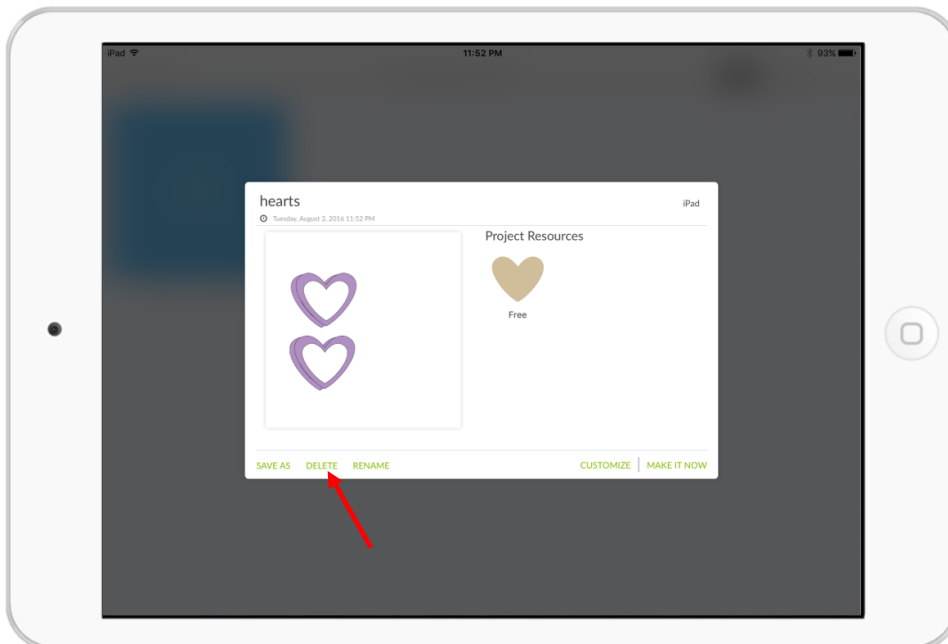 iPad 11:52 PM 93%
hearts iPad
Tuesday, August 2, 2016 11:52 PM
Project Resources
Free
SAVE AS DELETE RENAME CUSTOMIZE MAKE IT NOW